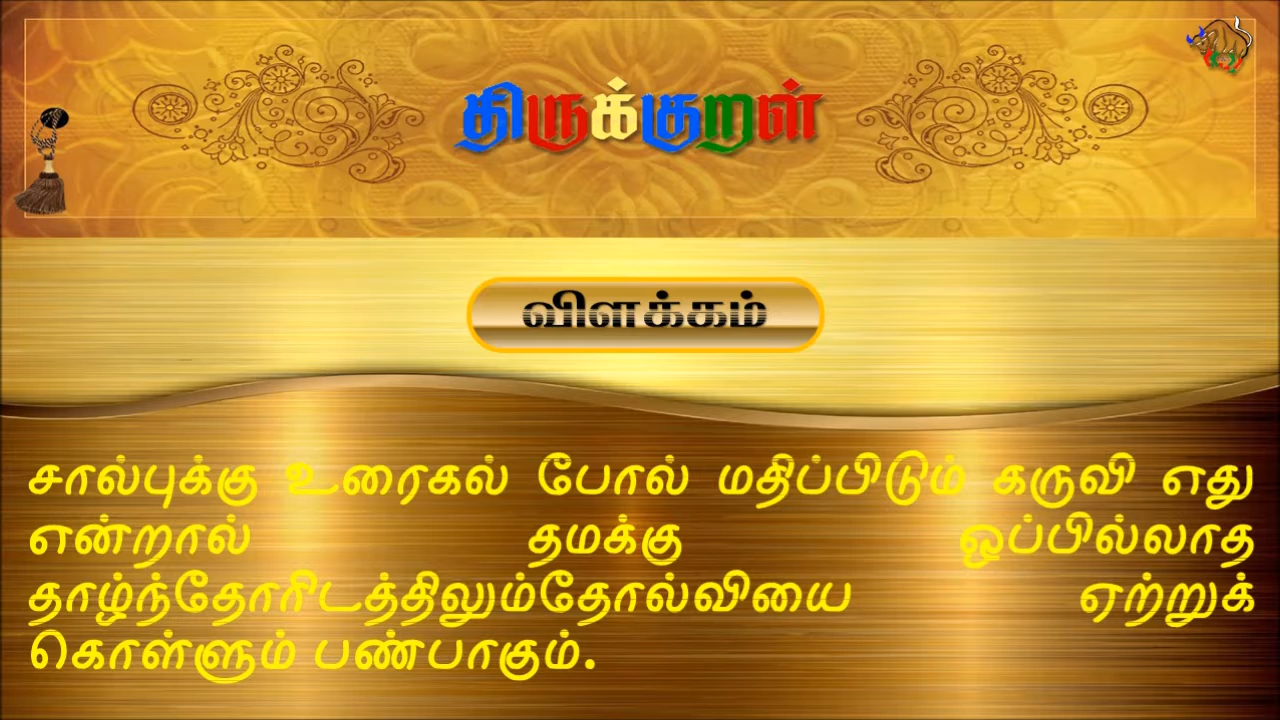 திருக்குறள்
விளக்கம்
சால்புக்கு உரைகல் போல் மதிப்பிடும் கருவி எது
என்றால் தமக்கு ஒப்பில்லாத
தாழ்ந்தோரிடத்திலும்தோல்வியை ஏற்றுக்
கொள்ளும் பண்பாகும்.